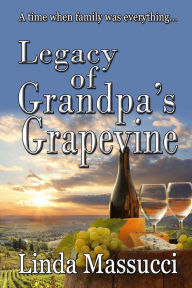 A time when family was everything...
Legacy
of
Grandpa's
Grapevine
Linda Massucci